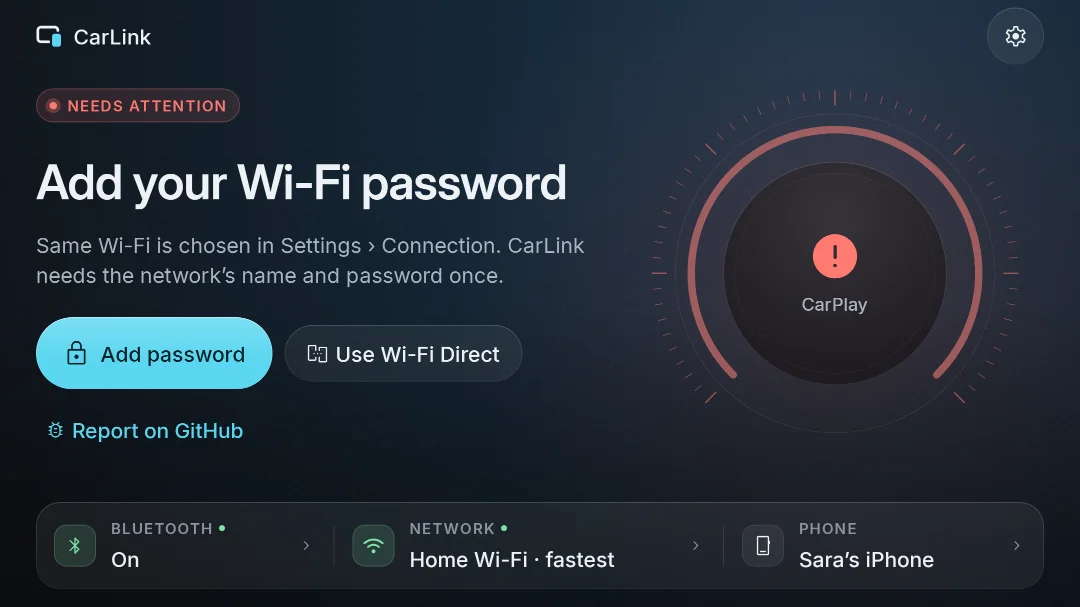 CarLink
NEEDS ATTENTION
Add your Wi-Fi password
Same Wi-Fi is chosen in Settings › Connection. CarLink
needs the network’s name and password once.
Add password
Use Wi-Fi Direct
Report on GitHub
CarPlay
BLUETOOTH
On
NETWORK
Home Wi-Fi · fastest
PHONE
Sara’s iPhone